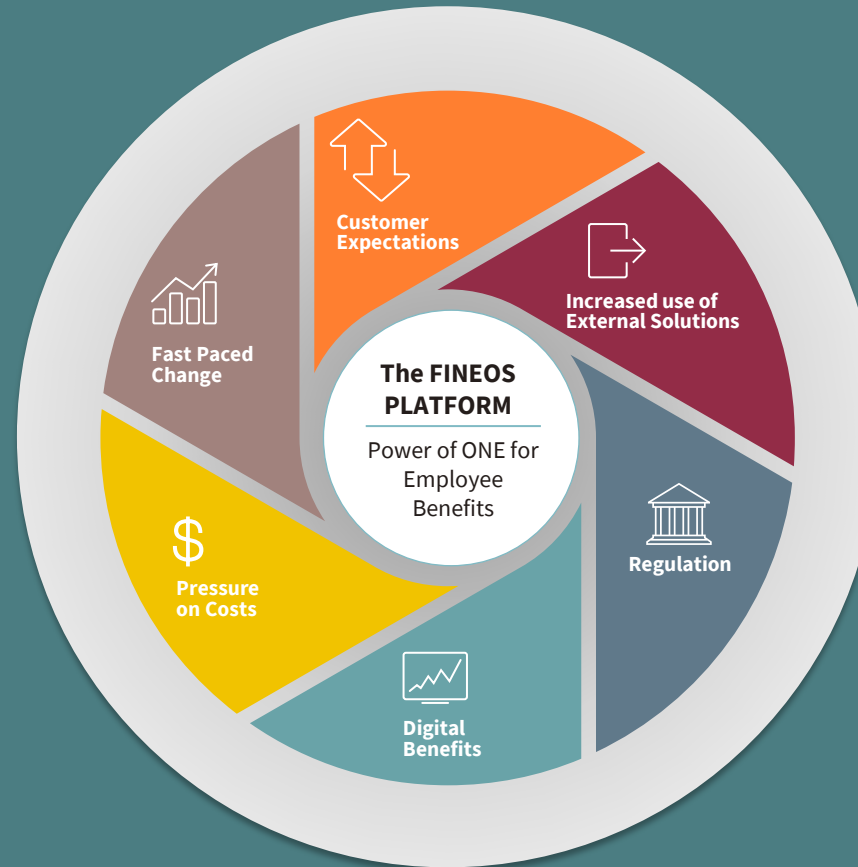 Customer
Expectations
Increased use of
External Solutions
Fast Paced
Change
The FINEOS
PLATFORM
Power of ONE for
Employee
Benefits
$
Pressure
on Costs
Regulation
Digital
Benefits